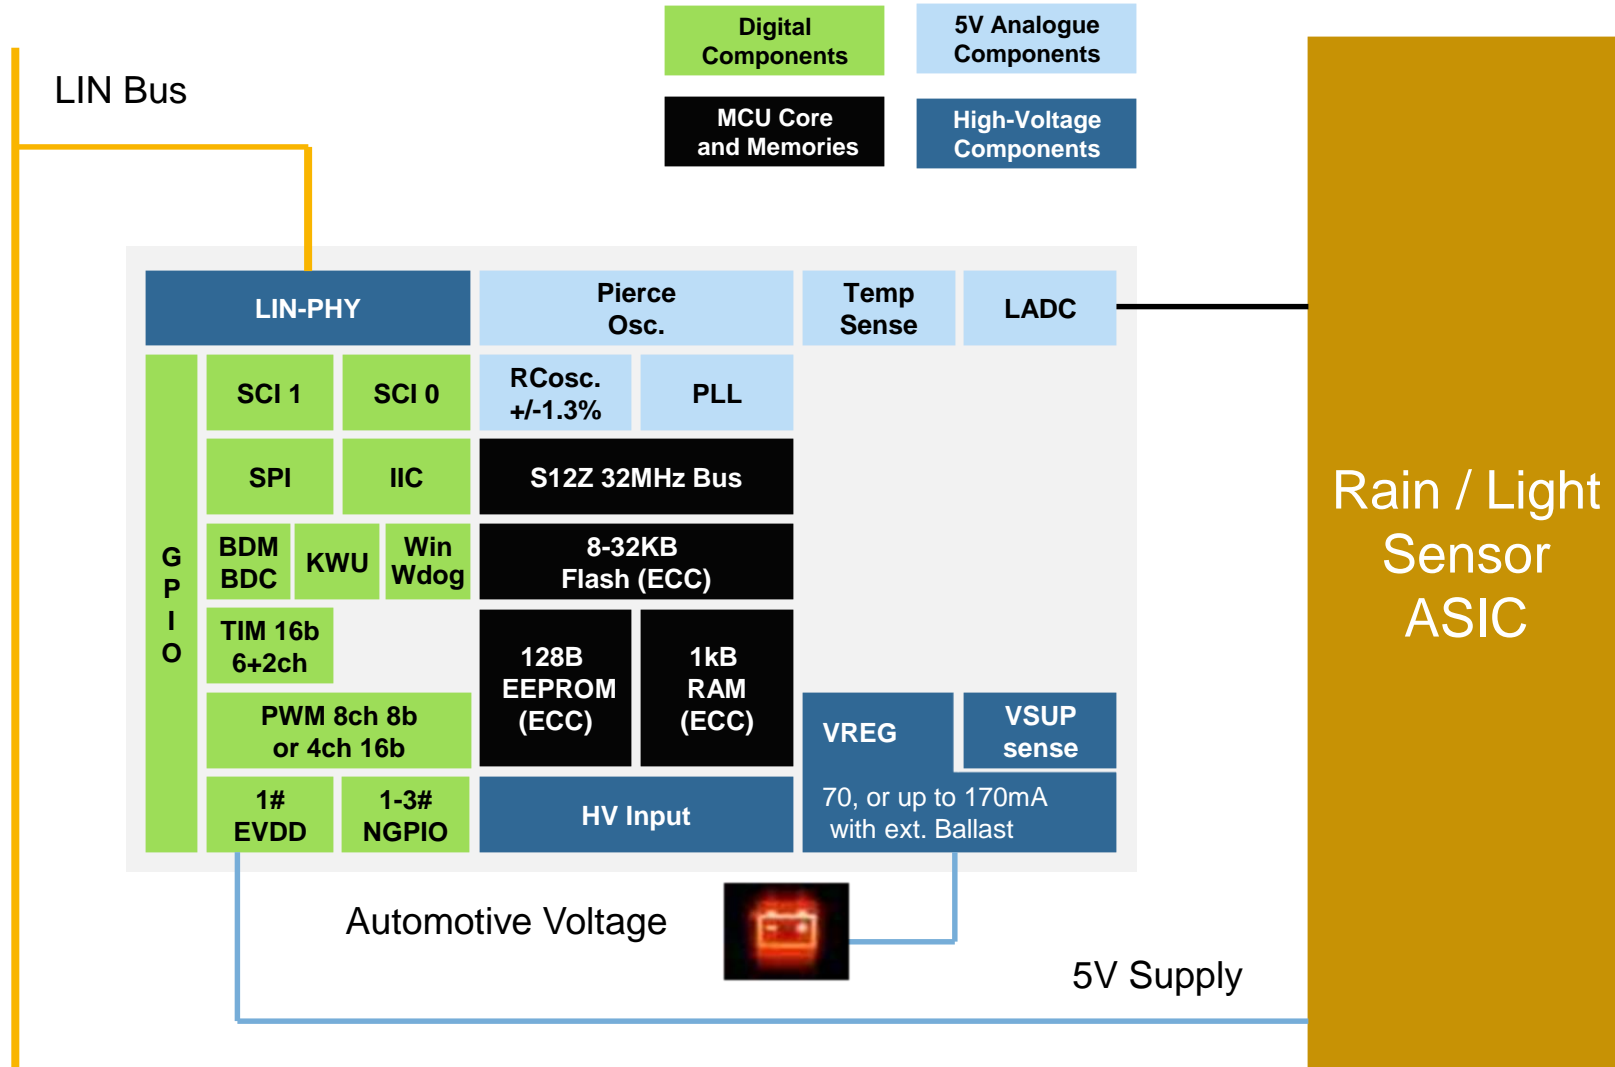 Digital
Components
5V Analogue
Components
MCU Core
and Memories
High-Voltage
Components
LIN Bus
LIN-PHY
Pierce
Osc.
Temp
Sense
LADC
SCI 1
SCI 0
RCosc.
+/-1.3%
PLL
SPI
IIC
S12Z 32MHz Bus
G
P
I
O
BDM
BDC
KWU
Win
Wdog
8-32KB
Flash (ECC)
TIM 16b
6+2ch
128B
EEPROM
(ECC)
1kB
RAM
(ECC)
PWM 8ch 8b
or 4ch 16b
VREG
VSUP
sense
1#
EVDD
1-3#
NGPIO
HV Input
70, or up to 170mA
with ext. Ballast
Automotive Voltage
5V Supply
Rain / Light
Sensor
ASIC